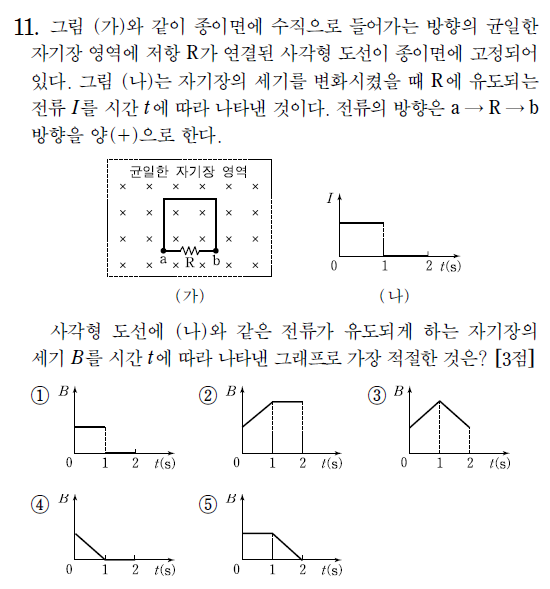 11. 그림 (가)와 같이 종이면에 수직으로 들어가는 방향의 균일한
자기장 영역에 저항 R가 연결된 사각형 도선이 종이면에 고정되어
있다. 그림 (나)는 자기장의 세기를 변화시켰을 때 R에 유도되는
전류 I를 시간 t에 따라 나타낸 것이다. 전류의 방향은 a → R → b
방향을 양(+)으로 한다.
균일한 자기장 영역
× × × × × ×
× × × × × ×
× × × × × ×
a R b
× × × × × ×
(가)
I
0 1 2 t(s)
(나)
사각형 도선에 (나)와 같은 전류가 유도되게 하는 자기장의
세기 B를 시간 t에 따라 나타낸 그래프로 가장 적절한 것은? [3점]
① B
0 1 2 t(s)
② B
0 1 2 t(s)
③ B
0 1 2 t(s)
④ B
0 1 2 t(s)
⑤ B
0 1 2 t(s)